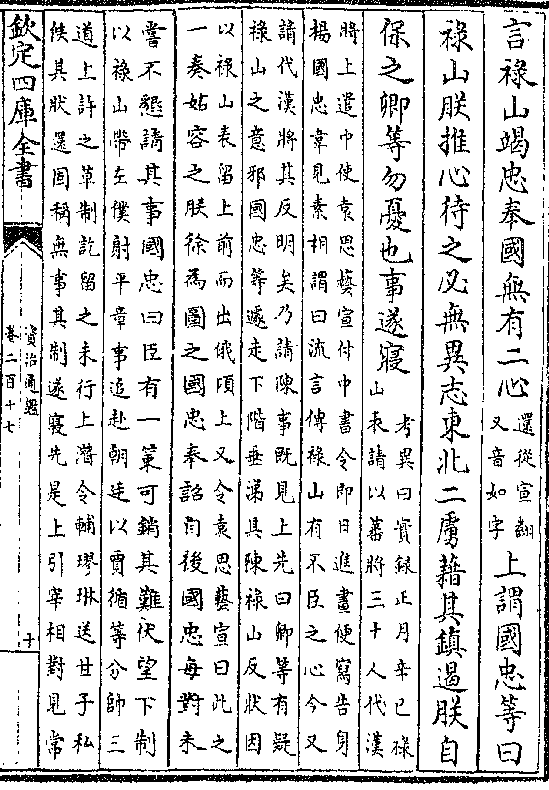 言祿山竭忠奉國無有二心還從宣翻又音如字上謂國忠等曰
祿山朕推心待之必無異志東北二虜藉其鎮遏朕自
保之卿等勿憂也事遂寢考異曰實録正月辛巳祿
山表請以蕃將三十人代漢
將上遣中使袁思藝宣付中書令即日進畫便寫告身
楊國忠韋見素相謂曰流言傳祿山有不臣之心今又
請代漢將其反明矣乃請陳事既見上先曰卿等有疑
祿山之意邪國忠等遽走下階垂涕具陳祿山反狀因
以祿山表留上前而出俄頃上又令袁思藝宣曰此之
一奏姑容之朕徐為圖之國忠奉詔自後國忠每對未
嘗不懇請其事國忠曰臣有一策可銷其難伏望下制
以祿山帶左僕射平章事追赴朝廷以賈循等分帥三
道上許之草制訖留之未行上潛令輔璆琳送甘子私
候其狀還固稱無事其制遂寢先是上引宰相對見常
欽定四庫全書
資治通鑑
卷二百十七
十